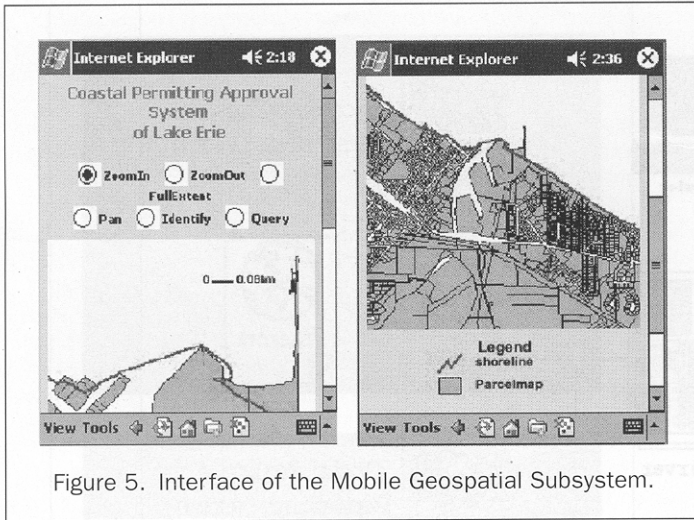 Internet Explorer 2:18
Coastal Permitting Approval
System
of Lake Erie
ZoomIn ZoomOut
FullExtent
Pan Identify Query
0 0.06km
View Tools
Internet Explorer 2:36
Legend
shoreline
Parcelmap
View Tools
Figure 5. Interface of the Mobile Geospatial Subsystem.